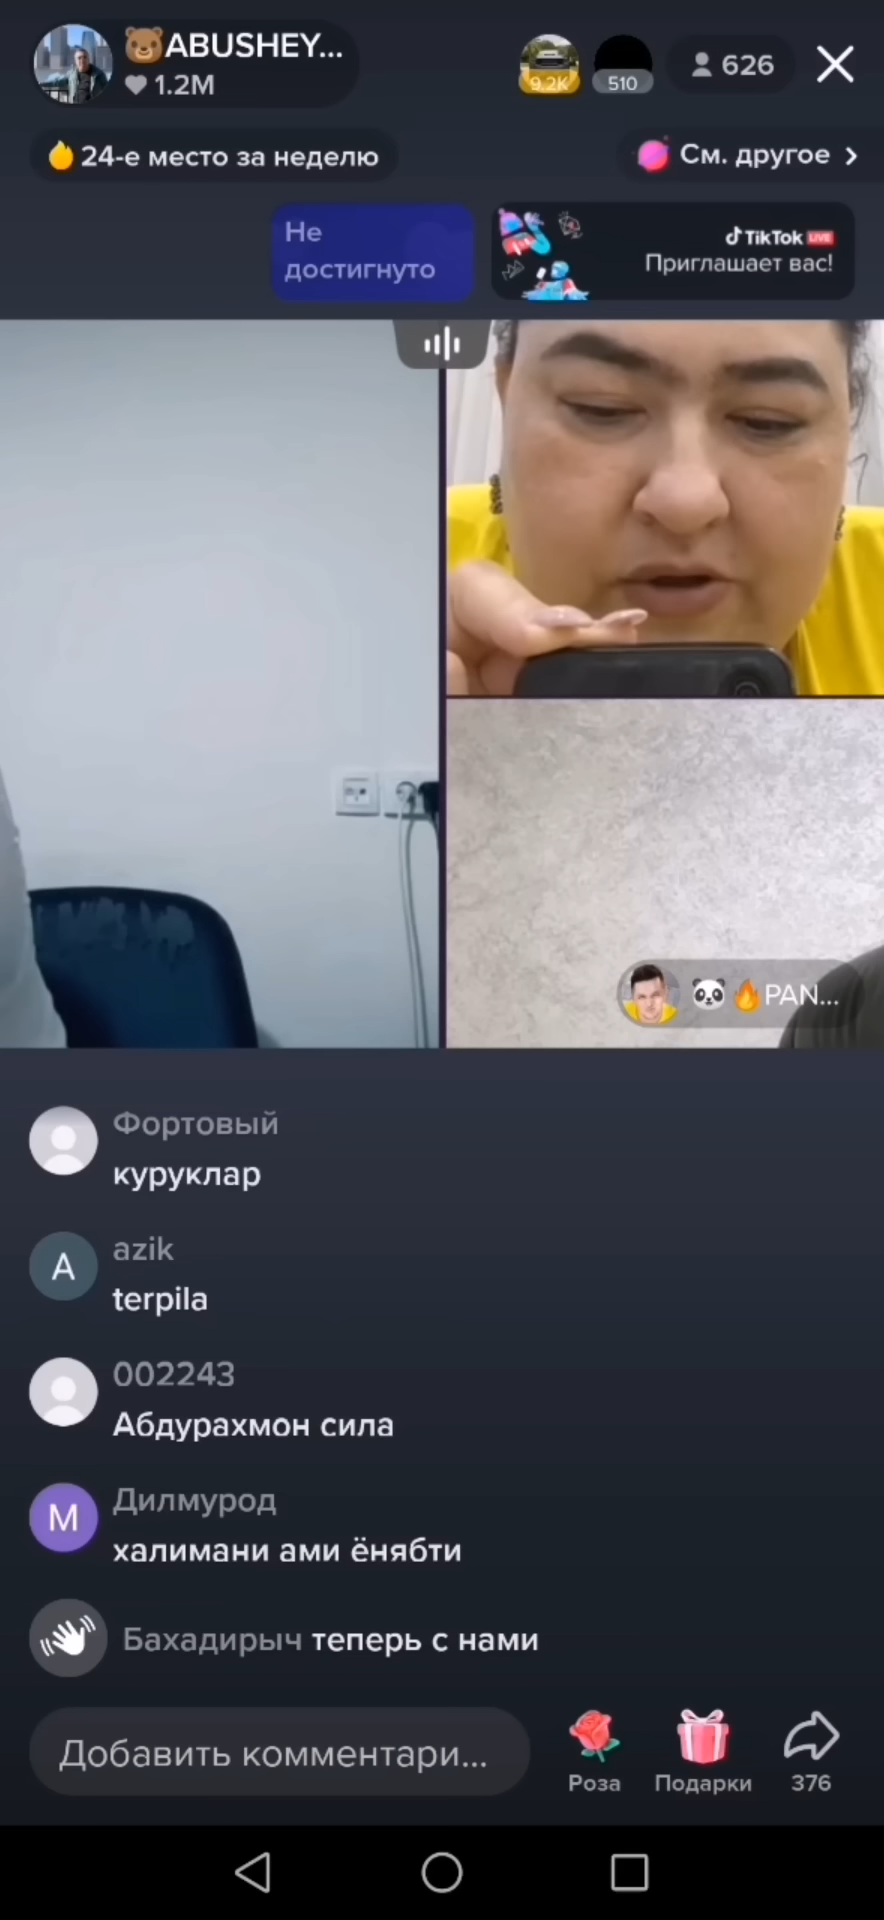 🐻ABUSHEY...
1.2M
9.2K
510
626
24-е место за неделю
См. другое
Не
достигнуто
TikTok LIVE
Приглашает вас!
🐼🔥PAN...
Фортовый
куруклар
A
azik
terpila
002243
Абдурахмон сила
М
Дилмурод
халимани ами ёнябти
Бахадирыч теперь с нами
Добавить комментари...
Роза
Подарки
376